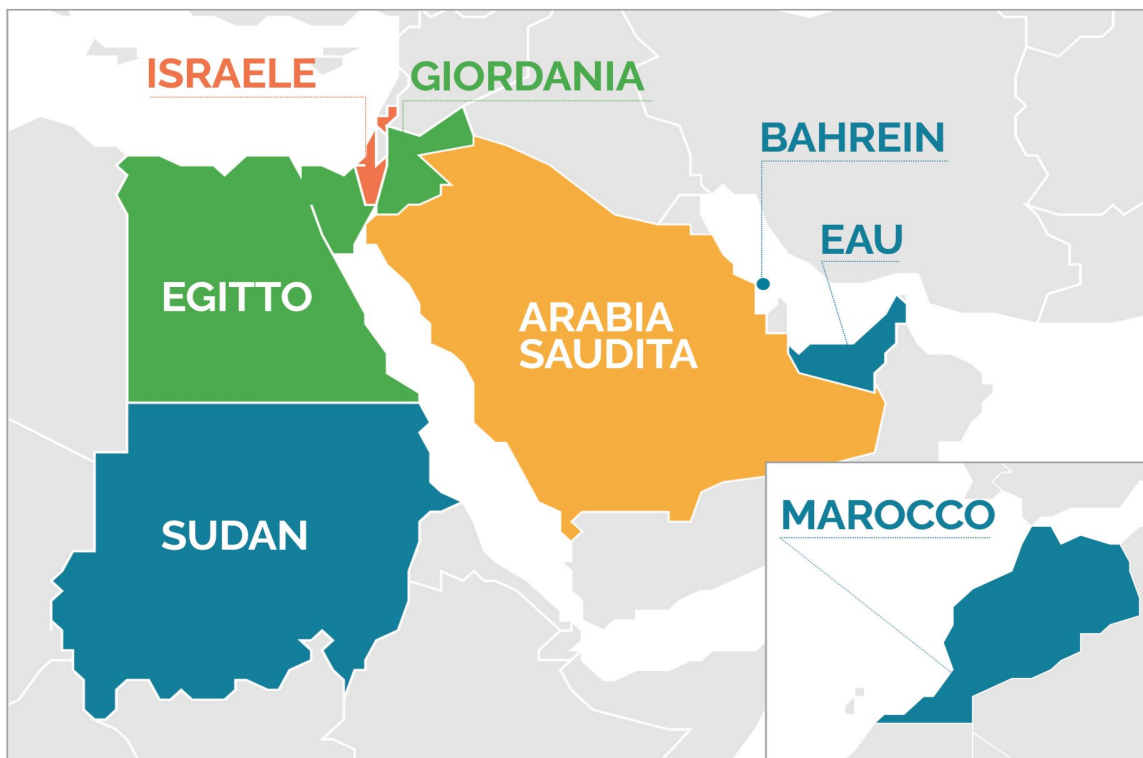 ISRAELE
GIORDANIA
BAHREIN
EAU
EGITTO
ARABIA
SAUDITA
SUDAN
MAROCCO